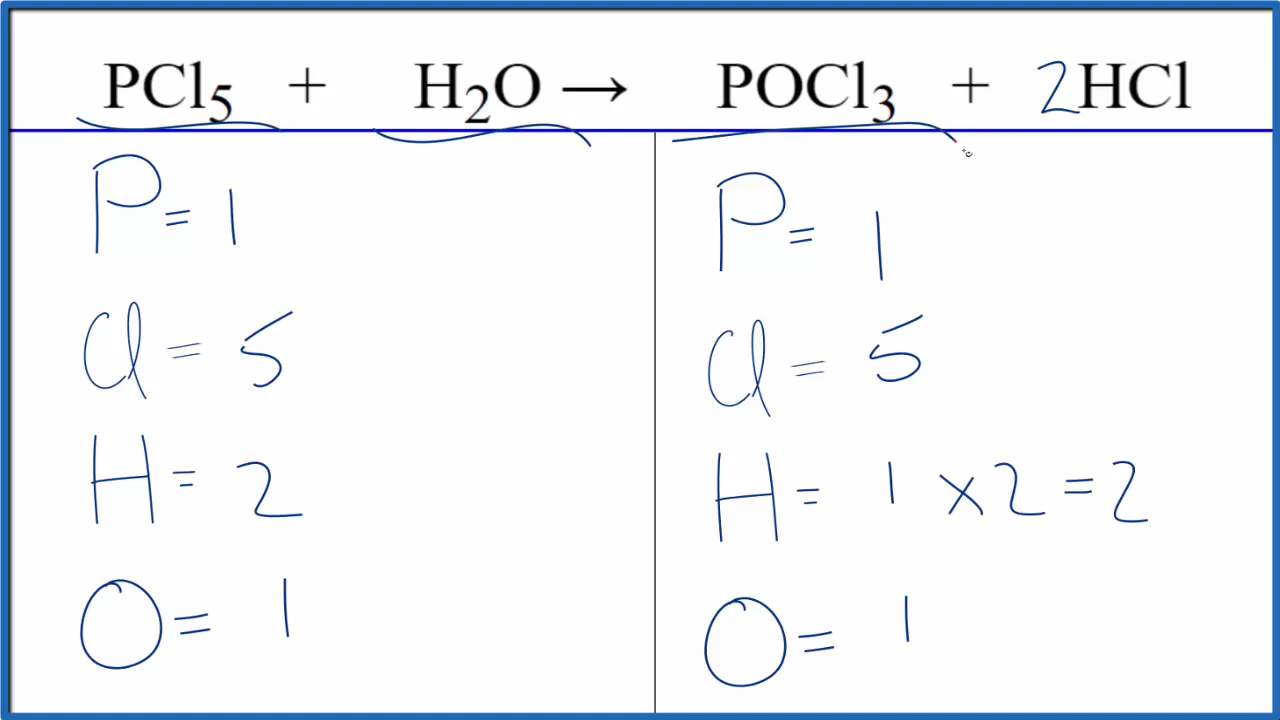 PCl₅ + H₂O → POCl₃ + 2HCl
P = 1
Cl = 5
H = 2
O = 1
P = 1
Cl = 5
H = 1 x 2 = 2
O = 1